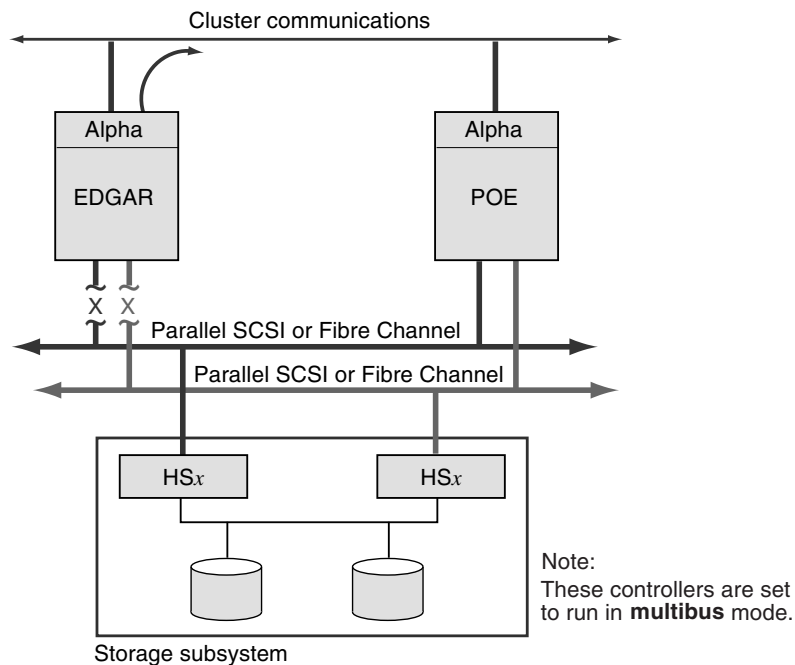 Cluster communications
Alpha
EDGAR
Alpha
POE
X X
Parallel SCSI or Fibre Channel
Parallel SCSI or Fibre Channel
HSx
HSx
Note:
These controllers are set
to run in multibus mode.
Storage subsystem